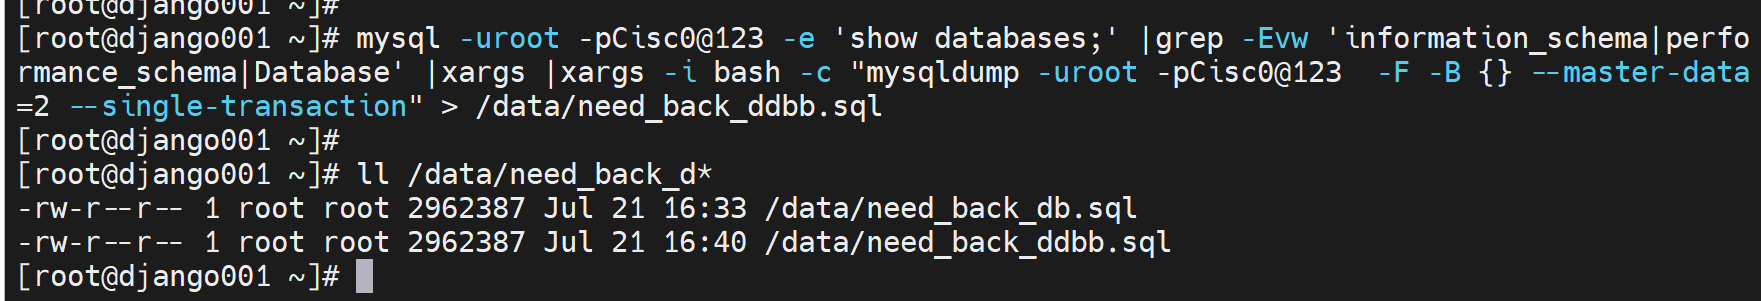 [root@django001 ~]#
[root@django001 ~]# mysql -uroot -pCisc0@123 -e 'show databases;' |grep -Evw 'information_schema|perfo
rmance_schema|Database' |xargs |xargs -i bash -c "mysqldump -uroot -pCisc0@123  -F -B {} --master-data
=2 --single-transaction" > /data/need_back_ddbb.sql
[root@django001 ~]#
[root@django001 ~]# ll /data/need_back_d*
-rw-r--r-- 1 root root 2962387 Jul 21 16:33 /data/need_back_db.sql
-rw-r--r-- 1 root root 2962387 Jul 21 16:40 /data/need_back_ddbb.sql
[root@django001 ~]#